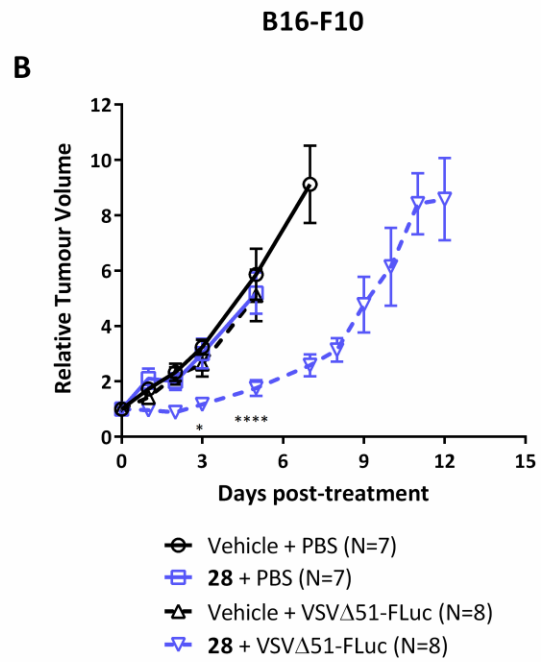 B16-F10
B
12
10
8
6
4
2
0
Relative Tumour Volume
*
****
0 3 6 9 12 15
Days post-treatment
Vehicle + PBS (N=7)
28 + PBS (N=7)
Vehicle + VSVΔ51-FLuc (N=8)
28 + VSVΔ51-FLuc (N=8)